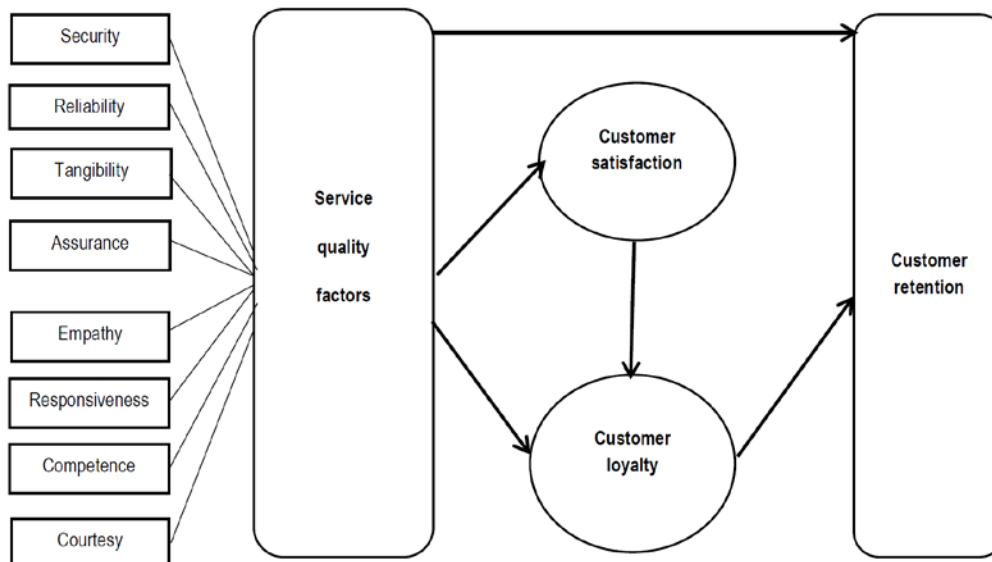 Security
Reliability
Tangibility
Assurance
Empathy
Responsiveness
Competence
Courtesy
Service
quality
factors
Customer
satisfaction
Customer
loyalty
Customer
retention